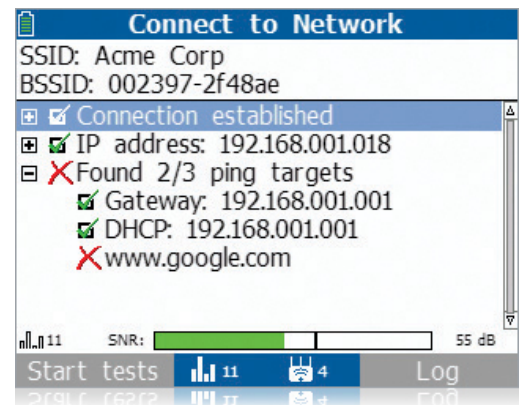 Connect to Network
SSID: Acme Corp
BSSID: 002397-2f48ae
Connection established
IP address: 192.168.001.018
Found 2/3 ping targets
Gateway: 192.168.001.001
DHCP: 192.168.001.001
www.google.com
11 SNR: 55 dB
Start tests 11 4 Log